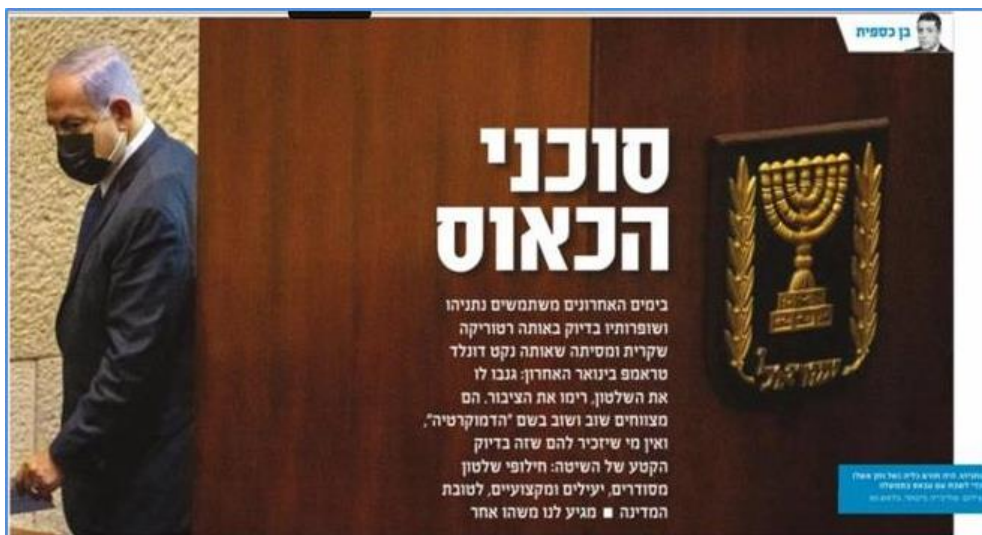 בן כספית
סוכני
הכאוס
בימים האחרונים משתמשים נתניהו
ושופרותיו בדיוק באותה רטוריקה
שקרית ומסיתה שאותה נקט דונלד
טראמפ בינואר האחרון: גנבו לו
את השלטון, רימו את הציבור. הם
מצווחים שוב ושוב בשם "הדמוקרטיה",
ואין מי שיזכיר להם שזה בדיוק
הקטע של השיטה: חילופי שלטון
מסודרים, יעילים ומקצועיים, לטובת
המדינה ■ מגיע לנו משהו אחר
ישראל